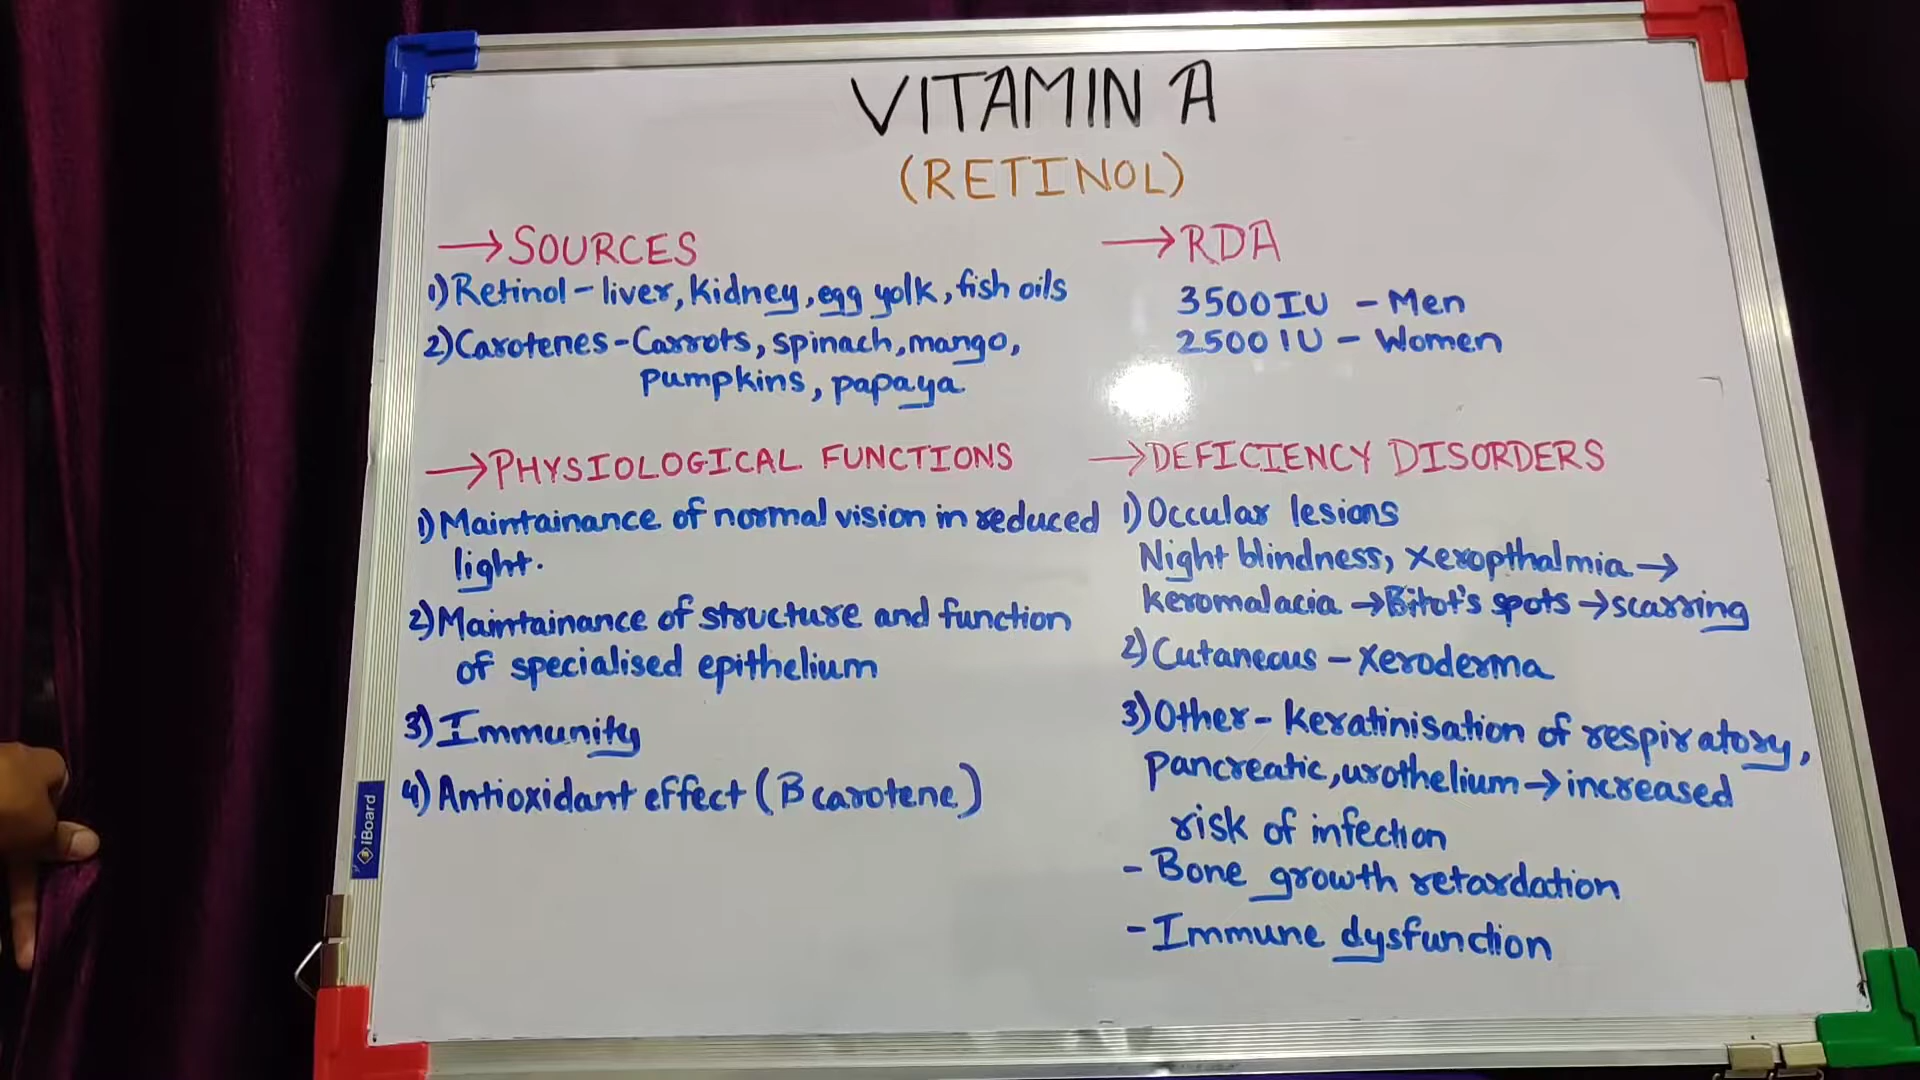 VITAMIN A
(RETINOL)
→SOURCES
1) Retinol - liver, kidney, egg yolk, fish oils
2) Carotenes - Carrots, spinach, mango,
pumpkins, papaya
→RDA
3500 IU - Men
2500 IU - Women
→PHYSIOLOGICAL FUNCTIONS
1) Maintainance of normal vision in reduced
light.
2) Maintainance of structure and function
of specialised epithelium
3) Immunity
4) Antioxidant effect (B carotene)
→DEFICIENCY DISORDERS
1) Occular lesions
Night blindness, xeropthalmia →
keromalacia → Bitot's spots → scarring
2) Cutaneous - Xeroderma
3) Other - Keratinisation of respiratory,
pancreatic, urothelium → increased
risk of infection
- Bone growth retardation
- Immune dysfunction
iBoard